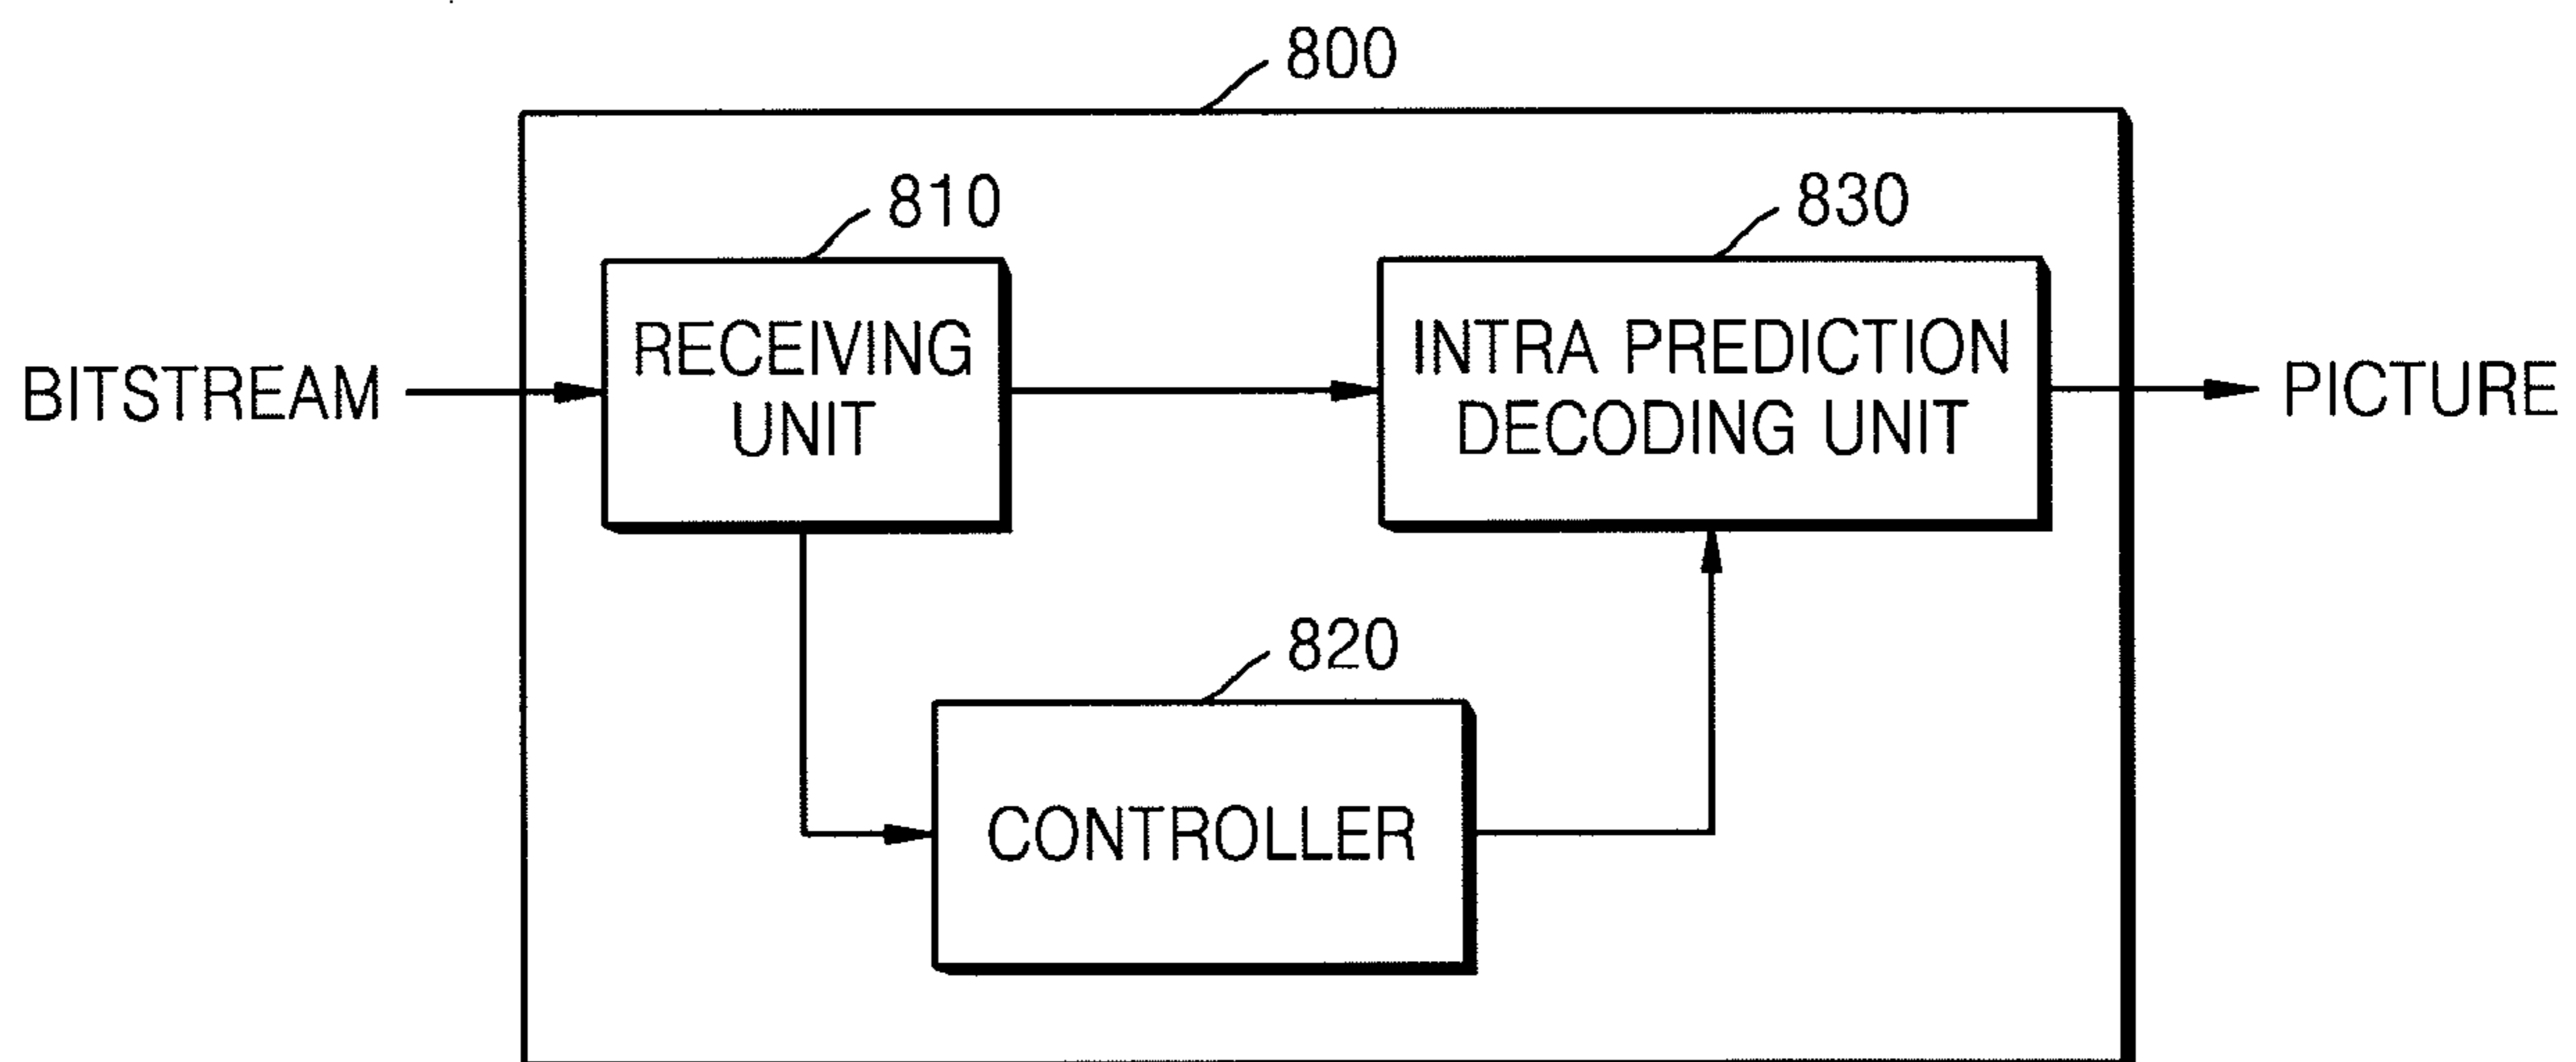 800
810
830
RECEIVING
UNIT
INTRA PREDICTION
DECODING UNIT
BITSTREAM
PICTURE
820
CONTROLLER